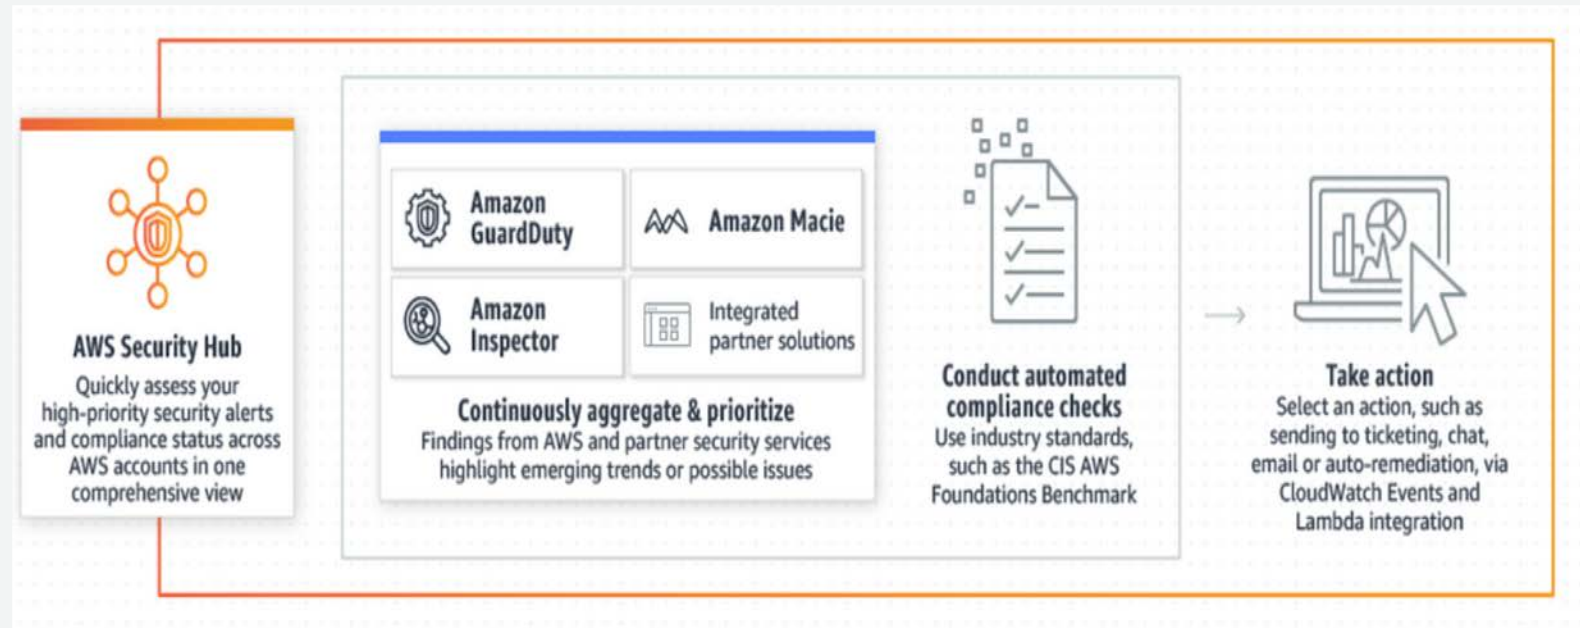 AWS Security Hub
Quickly assess your
high-priority security alerts
and compliance status across
AWS accounts in one
comprehensive view
Amazon
GuardDuty
Amazon Macie
Amazon
Inspector
Integrated
partner solutions
Continuously aggregate & prioritize
Findings from AWS and partner security services
highlight emerging trends or possible issues
Conduct automated
compliance checks
Use industry standards,
such as the CIS AWS
Foundations Benchmark
Take action
Select an action, such as
sending to ticketing, chat,
email or auto-remediation, via
CloudWatch Events and
Lambda integration